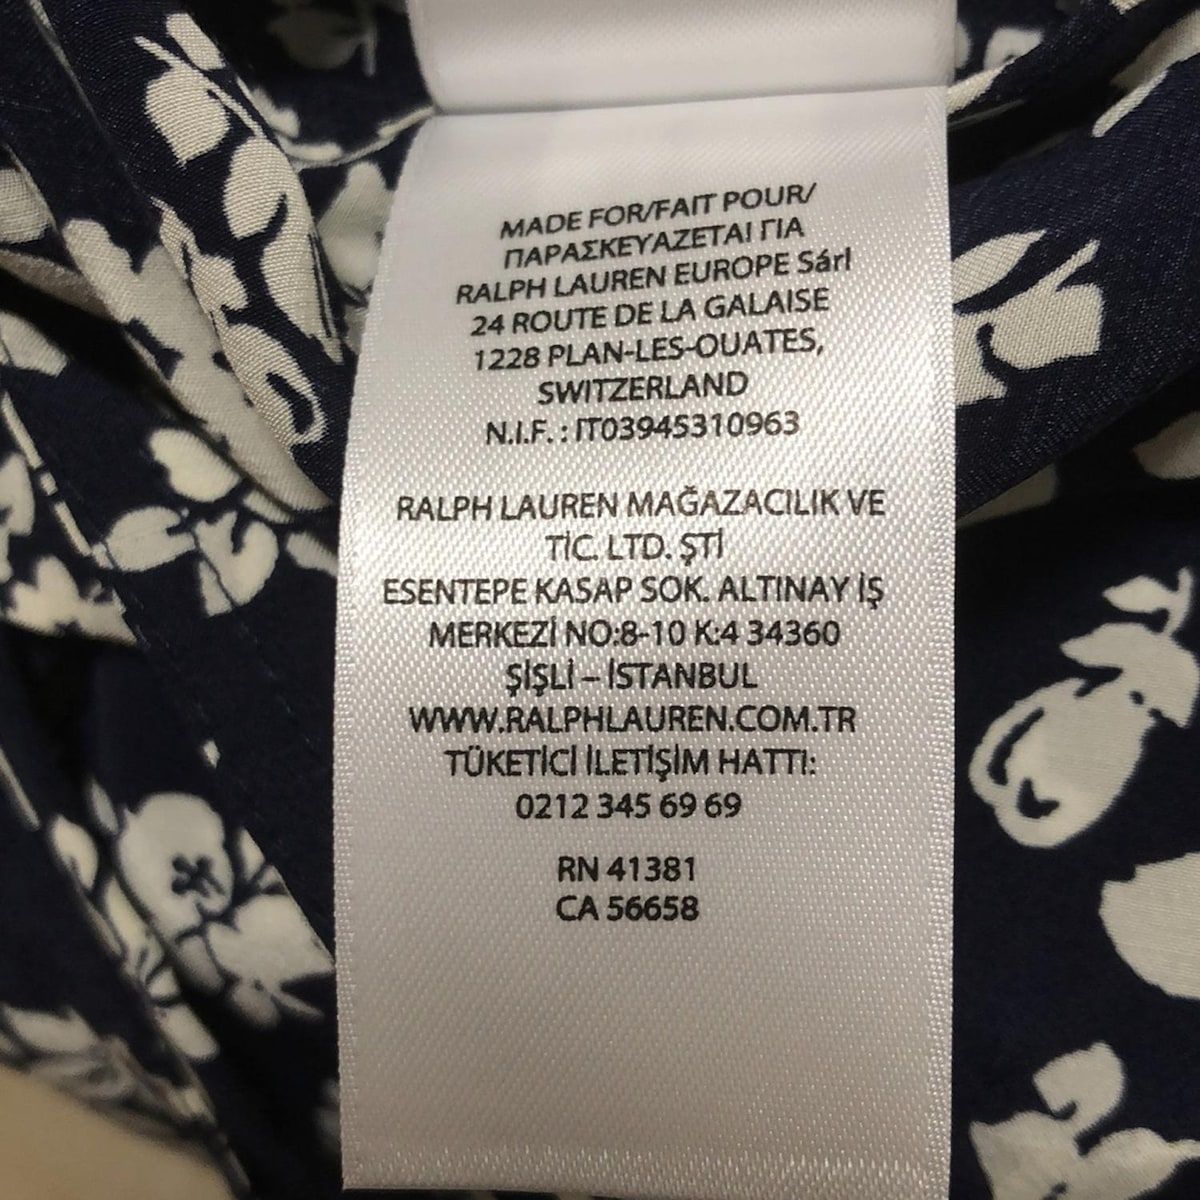 MADE FOR/FAIT POUR/
ΠΑΡΑΣΚΕΥΑΖΕΤΑΙ ΓΙΑ
RALPH LAUREN EUROPE Sárl
24 ROUTE DE LA GALAISE
1228 PLAN-LES-OUATES,
SWITZERLAND
N.I.F. : IT03945310963
RALPH LAUREN MAĞAZACILIK VE
TİC. LTD. ŞTİ
ESENTEPE KASAP SOK. ALTINAY İŞ
MERKEZİ NO:8-10 K:4 34360
ŞİŞLİ – İSTANBUL
WWW.RALPHLAUREN.COM.TR
TÜKETİCİ İLETİŞİM HATTI:
0212 345 69 69
RN 41381
CA 56658